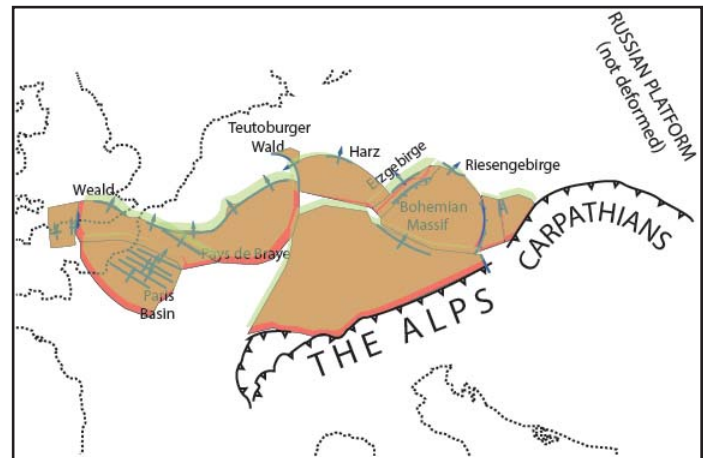 RUSSIAN PLATFORM
(not deformed)
Teutoburger
Wald
Harz
Erzgebirge
Riesengebirge
Weald
Bohemian
Massif
Pays de Braye
Paris
Basin
CARPATHIANS
THE ALPS